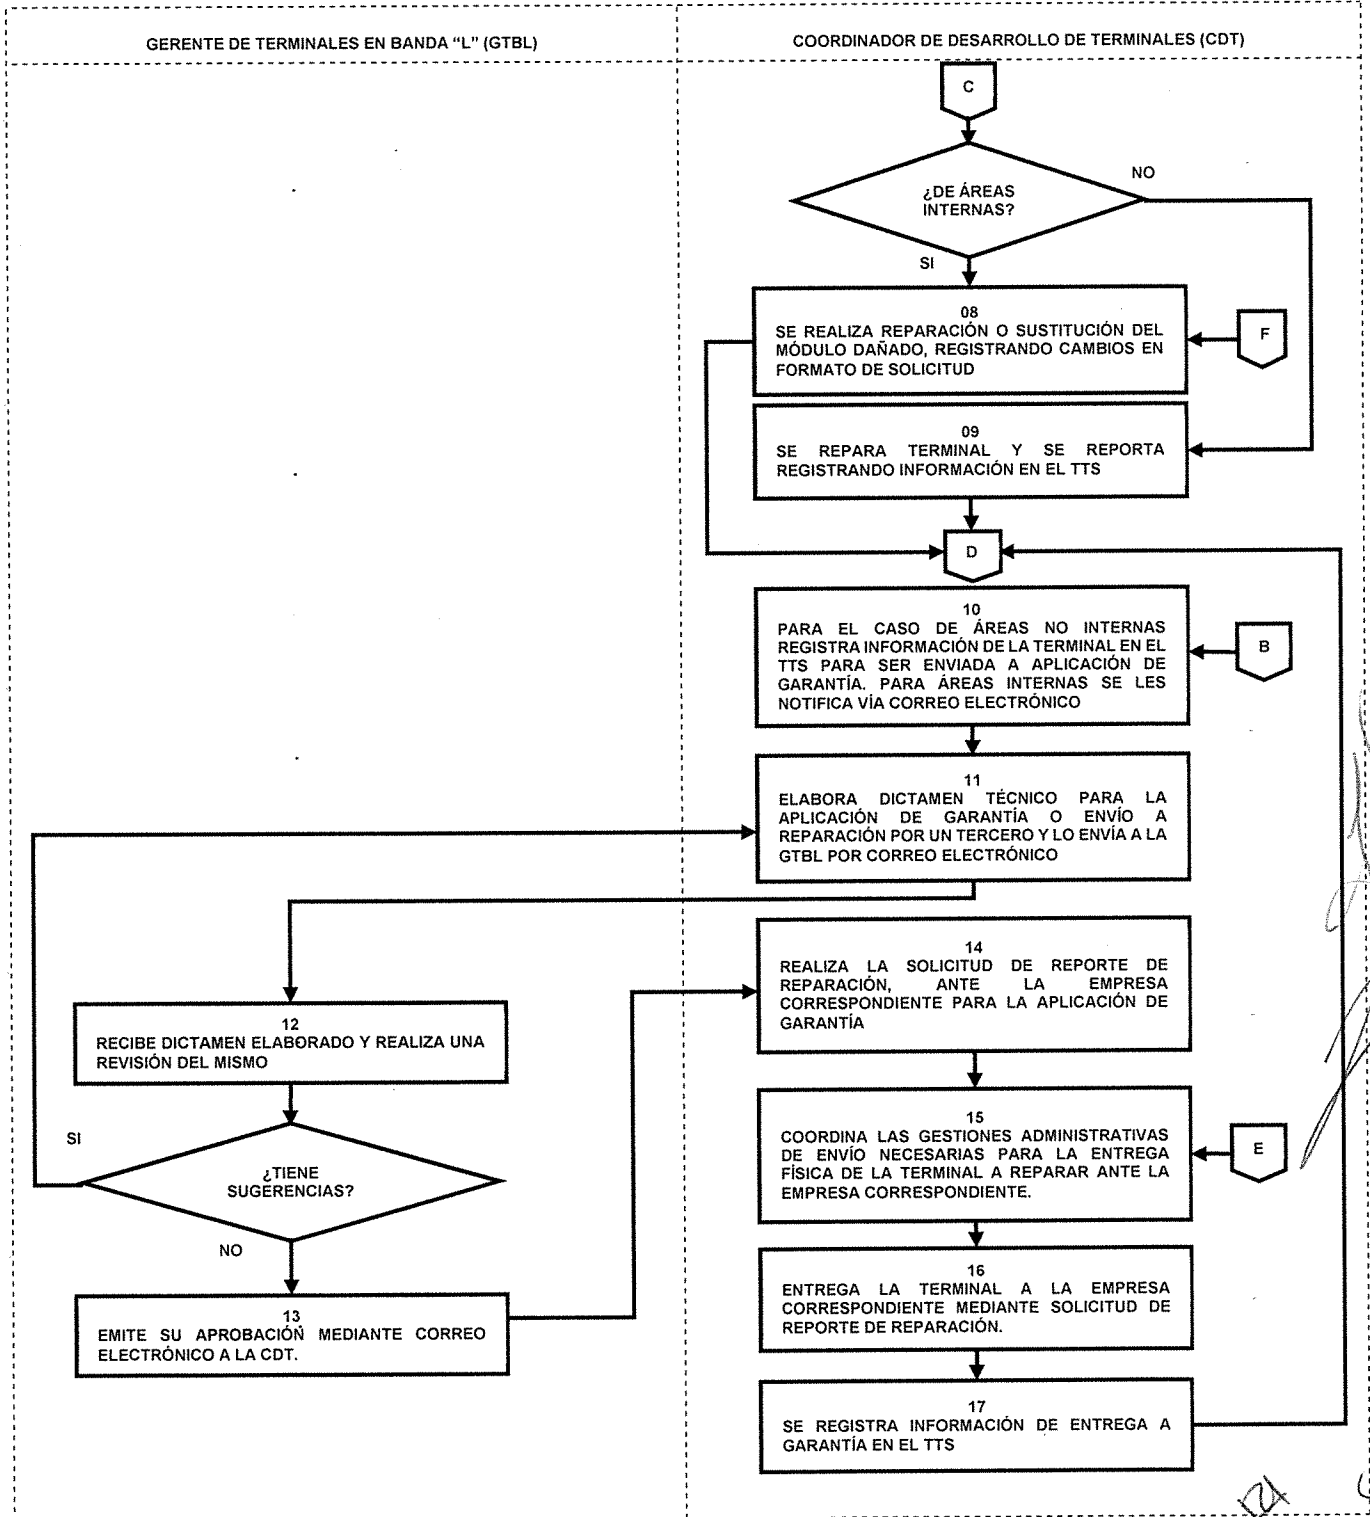 GERENTE DE TERMINALES EN BANDA "L" (GTBL)
COORDINADOR DE DESARROLLO DE TERMINALES (CDT)
C
¿DE ÁREAS
INTERNAS?
NO
SI
08
SE REALIZA REPARACIÓN O SUSTITUCIÓN DEL
MÓDULO DAÑADO, REGISTRANDO CAMBIOS EN
FORMATO DE SOLICITUD
F
09
SE REPARA TERMINAL Y SE REPORTA
REGISTRANDO INFORMACIÓN EN EL TTS
D
10
PARA EL CASO DE ÁREAS NO INTERNAS
REGISTRA INFORMACIÓN DE LA TERMINAL EN EL
TTS PARA SER ENVIADA A APLICACIÓN DE
GARANTÍA. PARA ÁREAS INTERNAS SE LES
NOTIFICA VÍA CORREO ELECTRÓNICO
B
11
ELABORA DICTAMEN TÉCNICO PARA LA
APLICACIÓN DE GARANTÍA O ENVÍO A
REPARACIÓN POR UN TERCERO Y LO ENVÍA A LA
GTBL POR CORREO ELECTRÓNICO
12
RECIBE DICTAMEN ELABORADO Y REALIZA UNA
REVISIÓN DEL MISMO
SI
¿TIENE
SUGERENCIAS?
NO
13
EMITE SU APROBACIÓN MEDIANTE CORREO
ELECTRÓNICO A LA CDT.
14
REALIZA LA SOLICITUD DE REPORTE DE
REPARACIÓN, ANTE LA EMPRESA
CORRESPONDIENTE PARA LA APLICACIÓN DE
GARANTÍA
15
COORDINA LAS GESTIONES ADMINISTRATIVAS
DE ENVÍO NECESARIAS PARA LA ENTREGA
FÍSICA DE LA TERMINAL A REPARAR ANTE LA
EMPRESA CORRESPONDIENTE.
E
16
ENTREGA LA TERMINAL A LA EMPRESA
CORRESPONDIENTE MEDIANTE SOLICITUD DE
REPORTE DE REPARACIÓN.
17
SE REGISTRA INFORMACIÓN DE ENTREGA A
GARANTÍA EN EL TTS